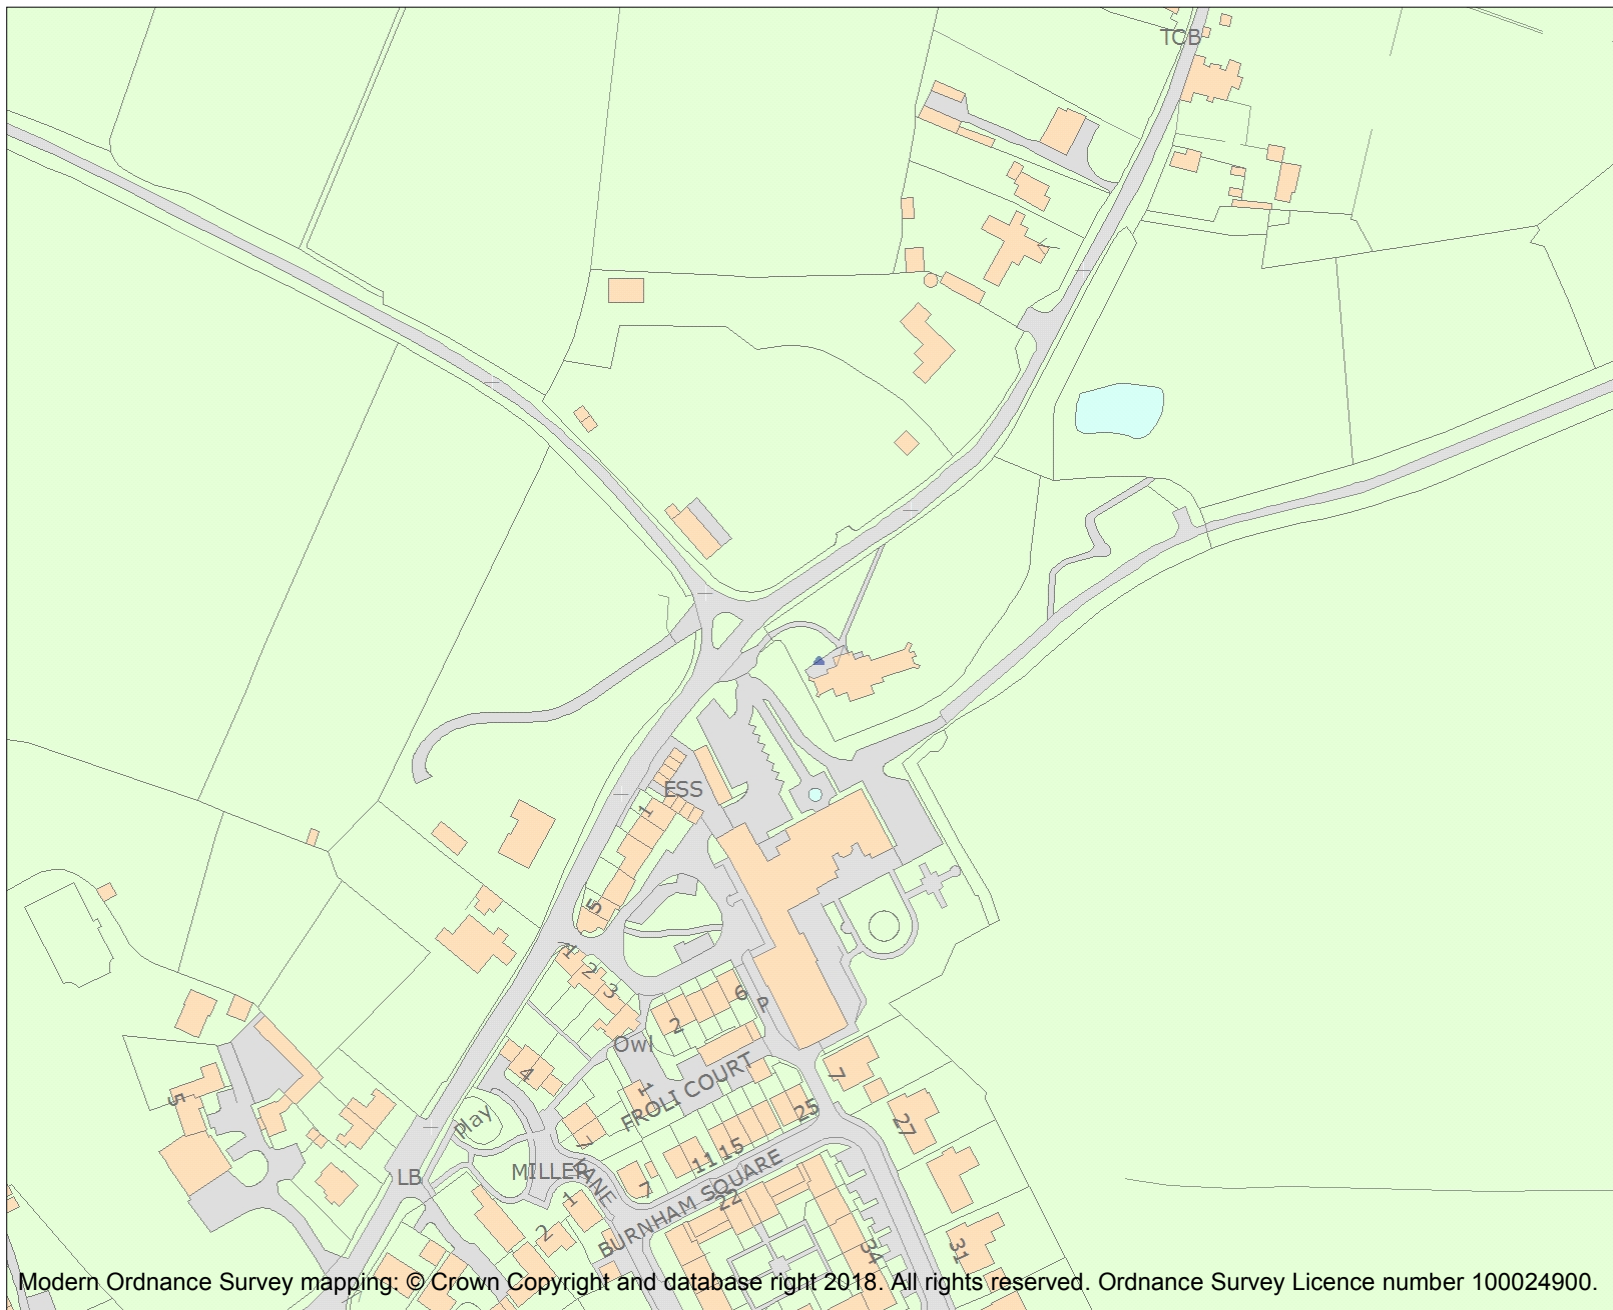 TCB
ESS
1
5
1
2
3
6
P
2
Owl
4
1
FROLI COURT
7
5
Play
7
25
27
11 15
MILLER LANE
LB
7
1
BURNHAM SQUARE
22
2
34
31
Modern Ordnance Survey mapping: © Crown Copyright and database right 2018. All rights reserved. Ordnance Survey Licence number 100024900.